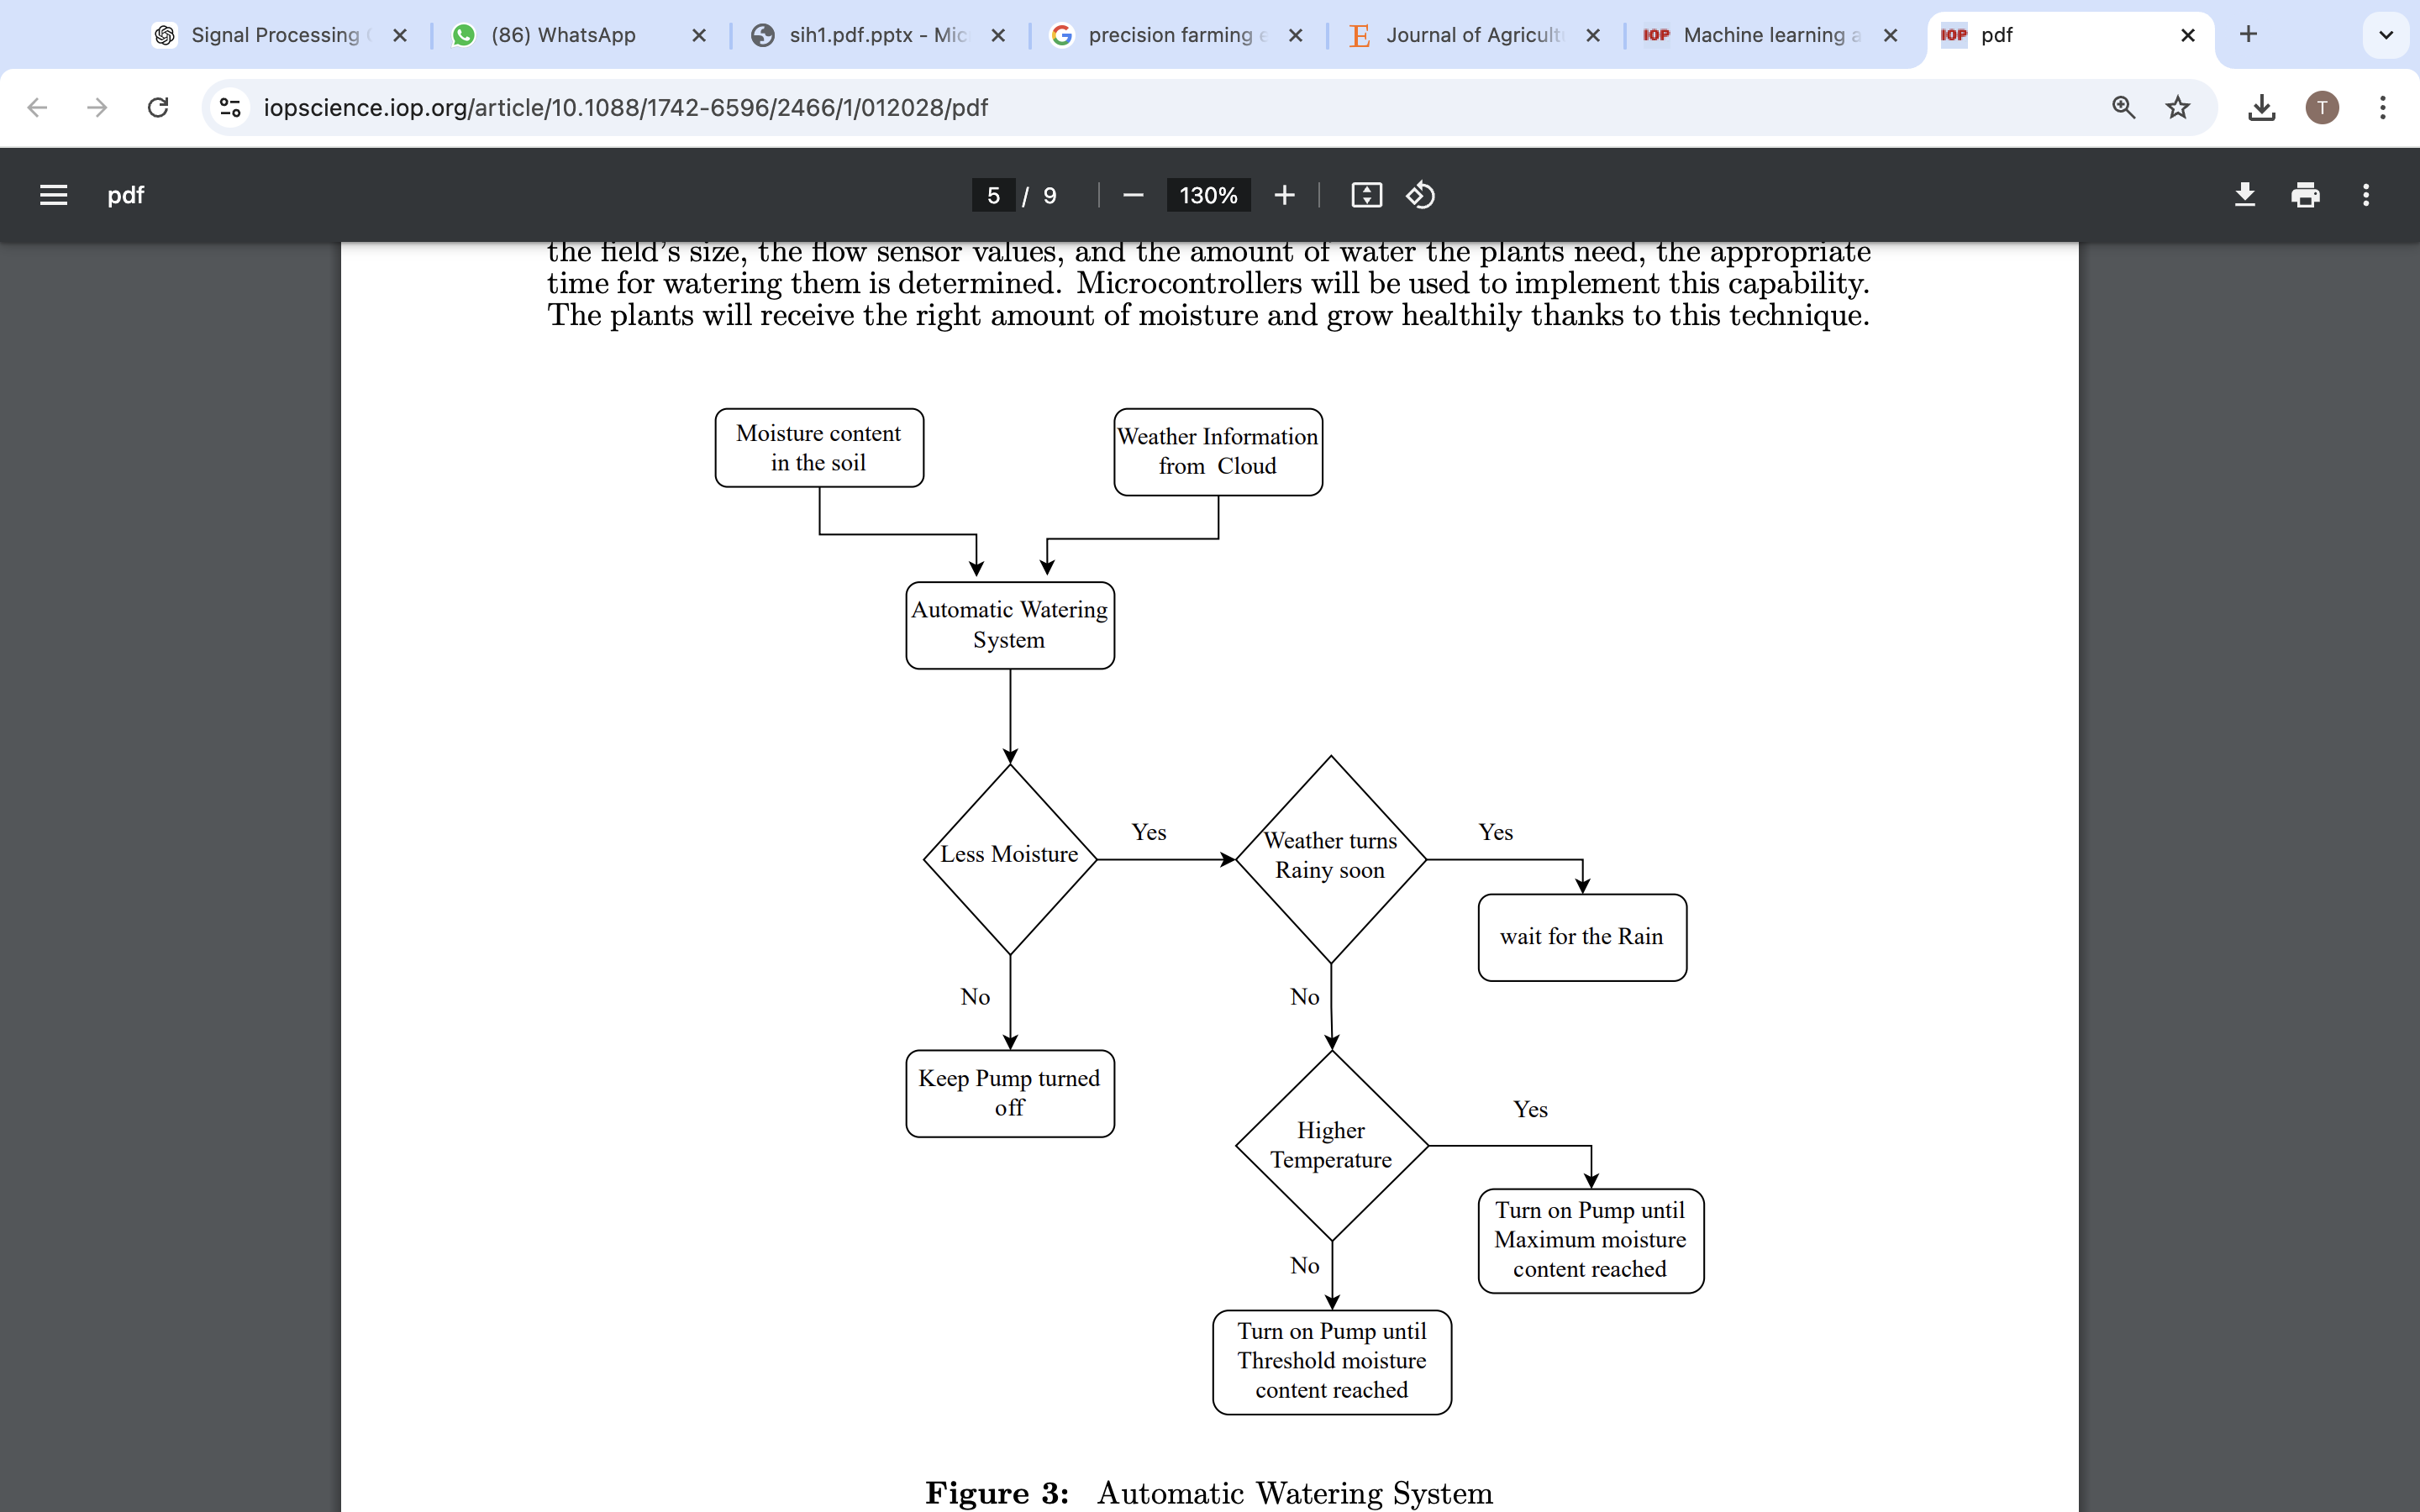 Signal Processing
(86) WhatsApp
sih1.pdf.pptx - Mic
precision farming e
Journal of Agricult
IOP
Machine learning a
IOP
pdf
iopscience.iop.org/article/10.1088/1742-6596/2466/1/012028/pdf
T
pdf
5 / 9
130%
the field's size, the flow sensor values, and the amount of water the plants need, the appropriate
time for watering them is determined. Microcontrollers will be used to implement this capability.
The plants will receive the right amount of moisture and grow healthily thanks to this technique.
Moisture content
in the soil
Weather Information
from Cloud
Automatic Watering
System
Less Moisture
Yes
Weather turns
Rainy soon
Yes
wait for the Rain
No
No
Keep Pump turned
off
Higher
Temperature
Yes
Turn on Pump until
Maximum moisture
content reached
No
Turn on Pump until
Threshold moisture
content reached
Figure 3: Automatic Watering System